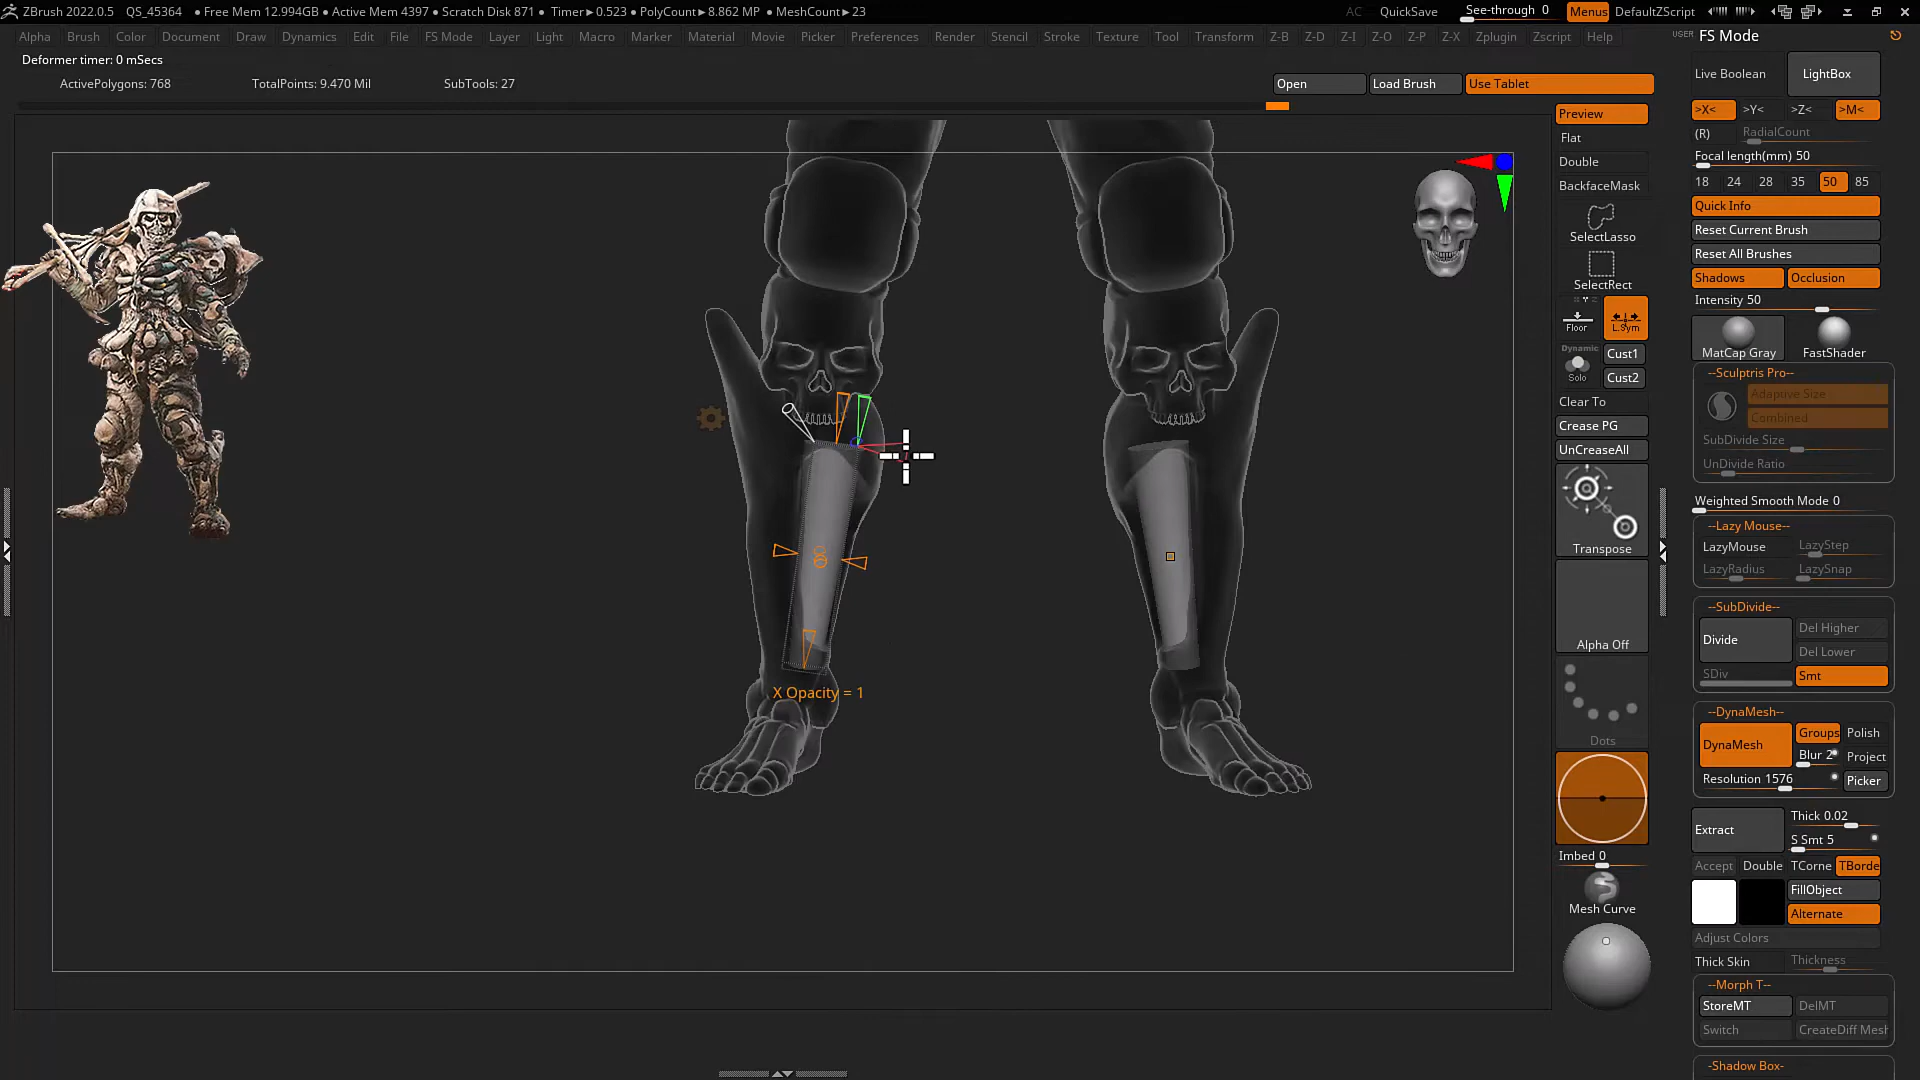 ZBrush 2022.0.5 QS_45364 • Free Mem 12.994GB • Active Mem 4397 • Scratch Disk 871 • Timer▸0.523 • PolyCount▸8.862 MP • MeshCount▸23 AC QuickSave See-through 0 Menus DefaultZScript
Alpha Brush Color Document Draw Dynamics Edit File FS Mode Layer Light Macro Marker Material Movie Picker Preferences Render Stencil Stroke Texture Tool Transform Z-B Z-D Z-I Z-O Z-P Z-X Zplugin Zscript Help
USER FS Mode
Deformer timer: 0 mSecs
ActivePolygons: 768 TotalPoints: 9.470 Mil SubTools: 27
Open Load Brush Use Tablet
Preview
Flat
Double
BackfaceMask
SelectLasso
SelectRect
Floor L.Sym
Dynamic
Solo
Cust1
Cust2
Clear To
Crease PG
UnCreaseAll
Transpose
Alpha Off
Dots
Imbed 0
Mesh Curve
X Opacity = 1
Live Boolean LightBox
>X< >Y< >Z< >M<
(R) RadialCount
Focal length(mm) 50
18 24 28 35 50 85
Quick Info
Reset Current Brush
Reset All Brushes
Shadows Occlusion
Intensity 50
MatCap Gray FastShader
--Sculptris Pro--
Adaptive Size
Combined
SubDivide Size
UnDivide Ratio
Weighted Smooth Mode 0
--Lazy Mouse--
LazyMouse LazyStep
LazyRadius LazySnap
--SubDivide--
Divide Del Higher
Del Lower
SDiv Smt
--DynaMesh--
DynaMesh Groups Polish
Blur 2 Project
Resolution 1576 Picker
Extract Thick 0.02
S Smt 5
Accept Double TCorne TBorde
FillObject
Alternate
Adjust Colors
Thick Skin Thickness
--Morph T--
StoreMT DelMT
Switch CreateDiff Mesh
--Shadow Box-